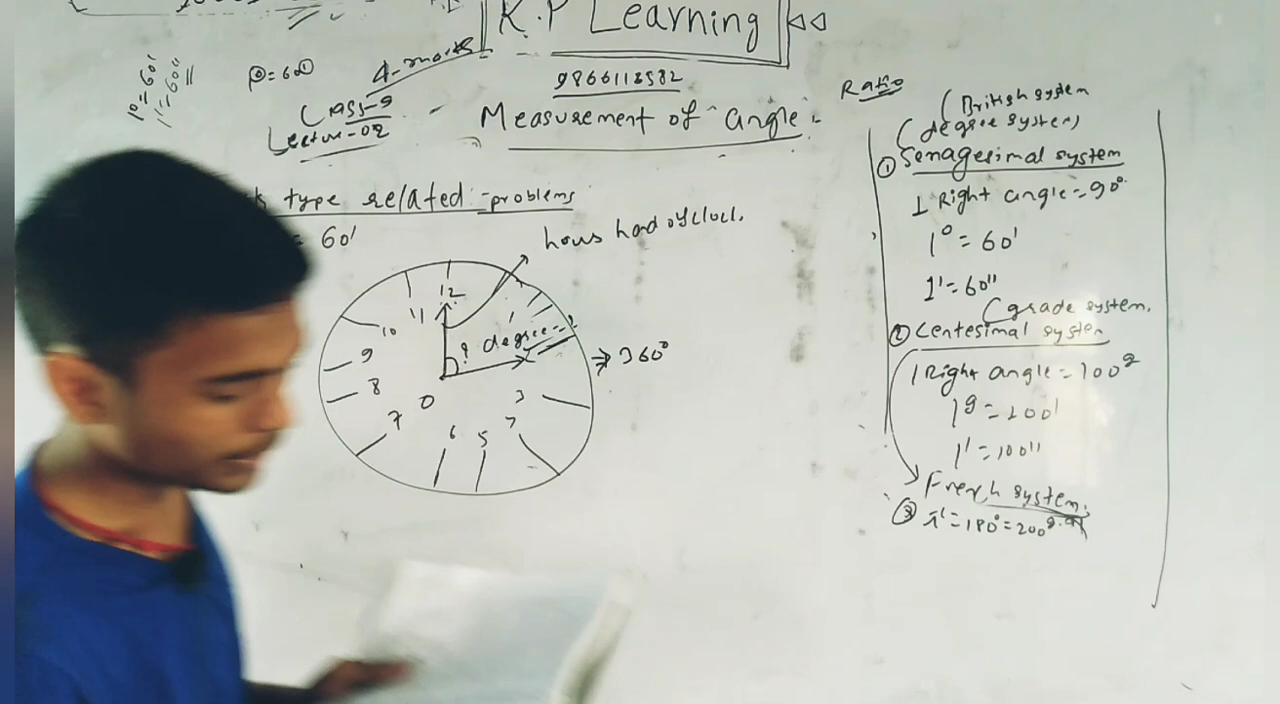 K.P Learning
9866118582
4-marks
Class-9
Lecture-02
Measurement of angle:
1°=60'
1'=60"
type related problems
= 60'
hour hand of clock.
12
11
10
9
8
7
6
5
3
1
? degree
O
⇒ 360°
Ratio
(British system
(degree system)
① Senagesimal system
1 Right angle=90°
1° = 60'
1'=60"
(grade system.
② Centesimal system
1 Right angle=100g
1g=100'
1'=100"
French system.
③ π^c=180°=200g